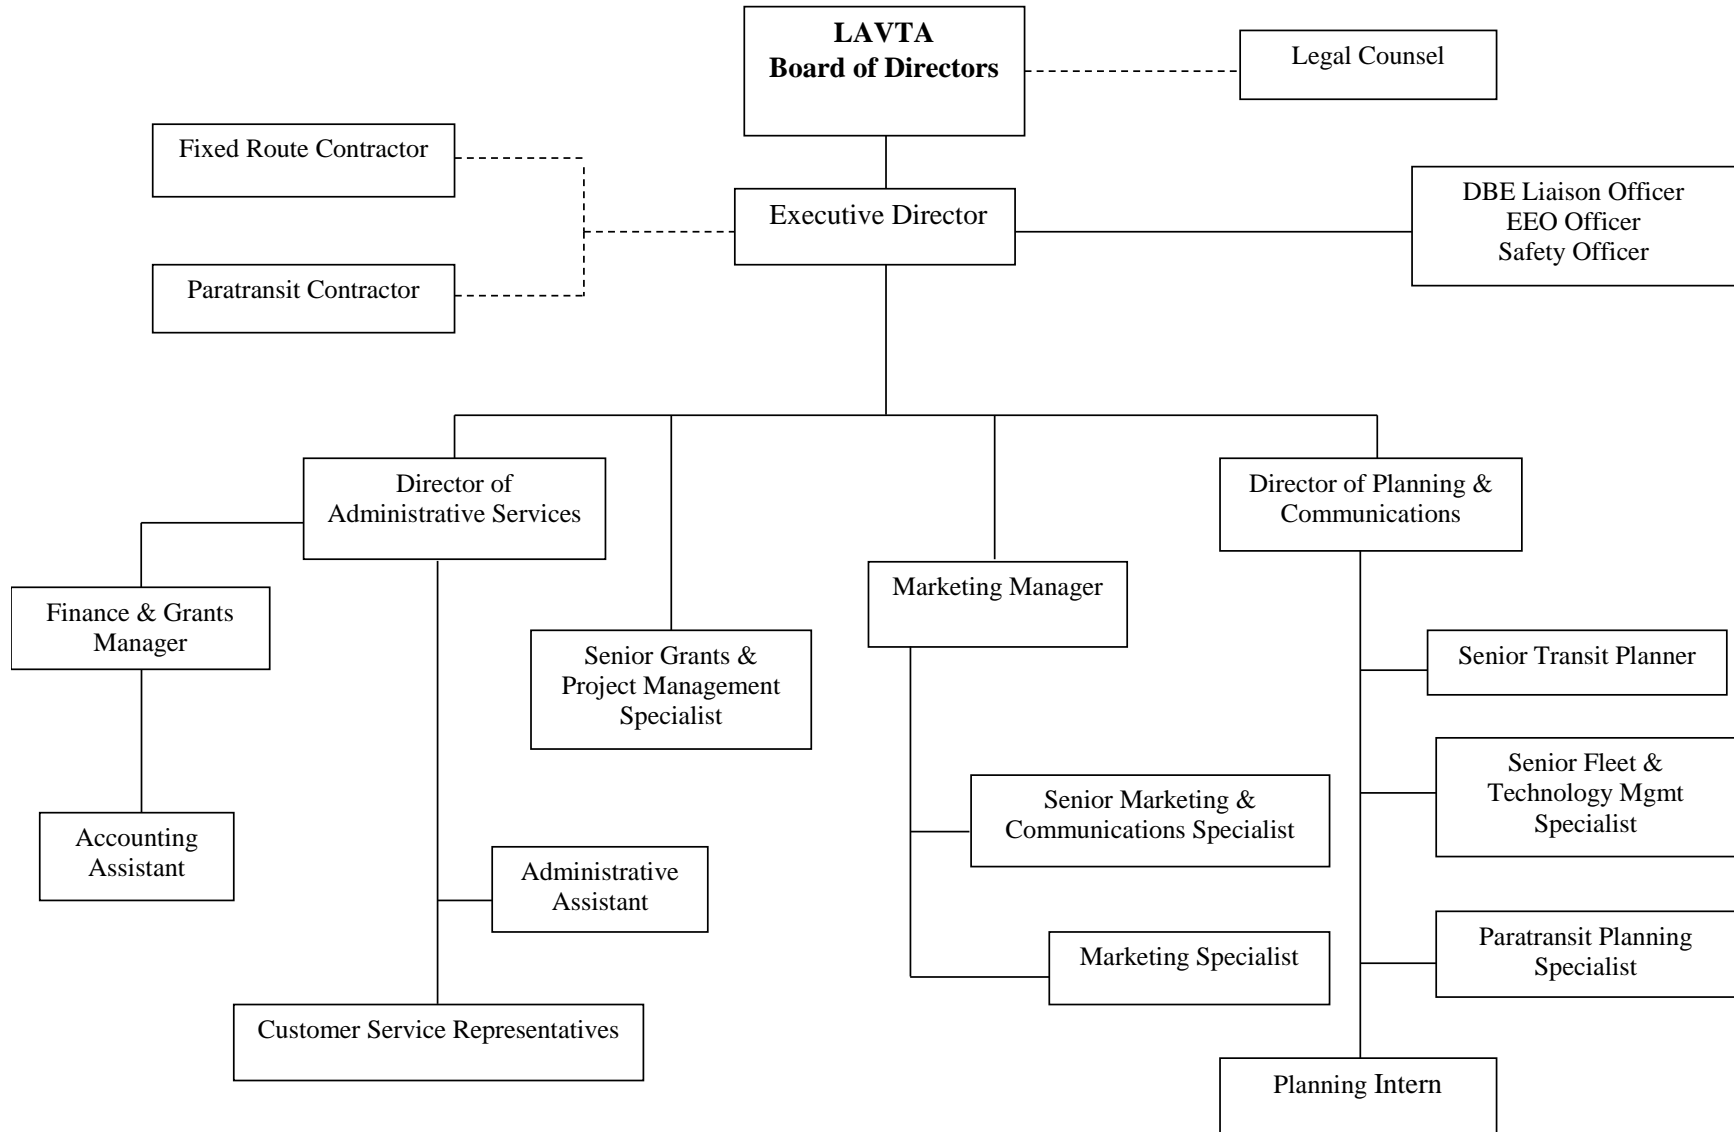 LAVTA
Board of Directors
Legal Counsel
Fixed Route Contractor
Executive Director
DBE Liaison Officer
EEO Officer
Safety Officer
Paratransit Contractor
Director of
Administrative Services
Director of Planning &
Communications
Finance & Grants
Manager
Senior Grants &
Project Management
Specialist
Marketing Manager
Senior Transit Planner
Senior Fleet &
Technology Mgmt
Specialist
Senior Marketing &
Communications Specialist
Accounting
Assistant
Administrative
Assistant
Marketing Specialist
Paratransit Planning
Specialist
Customer Service Representatives
Planning Intern